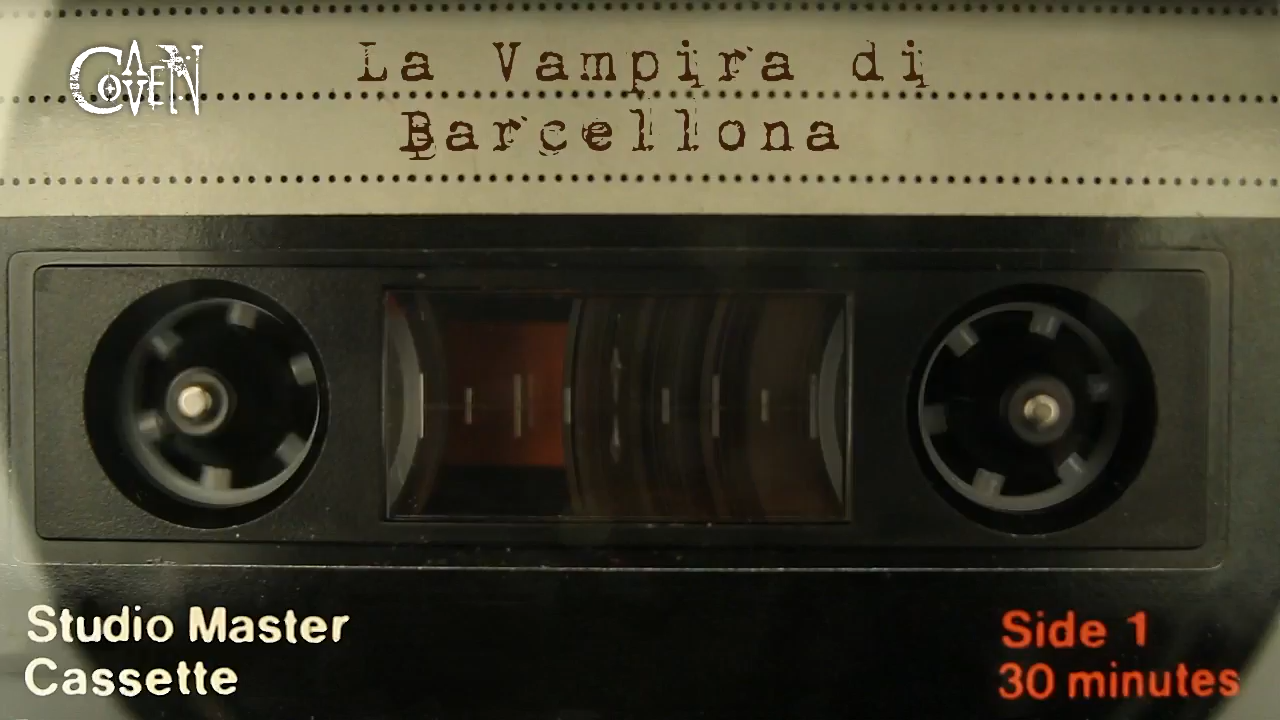 COVEN
La Vampira di
Barcellona
Studio Master
Cassette
Side 1
30 minutes